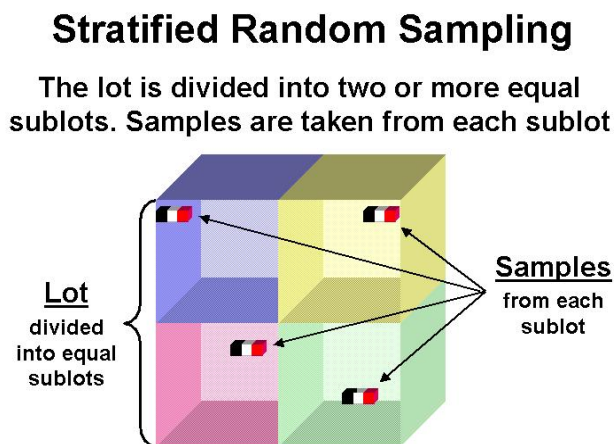 Stratified Random Sampling
The lot is divided into two or more equal
sublots. Samples are taken from each sublot
Lot
divided
into equal
sublots
Samples
from each
sublot